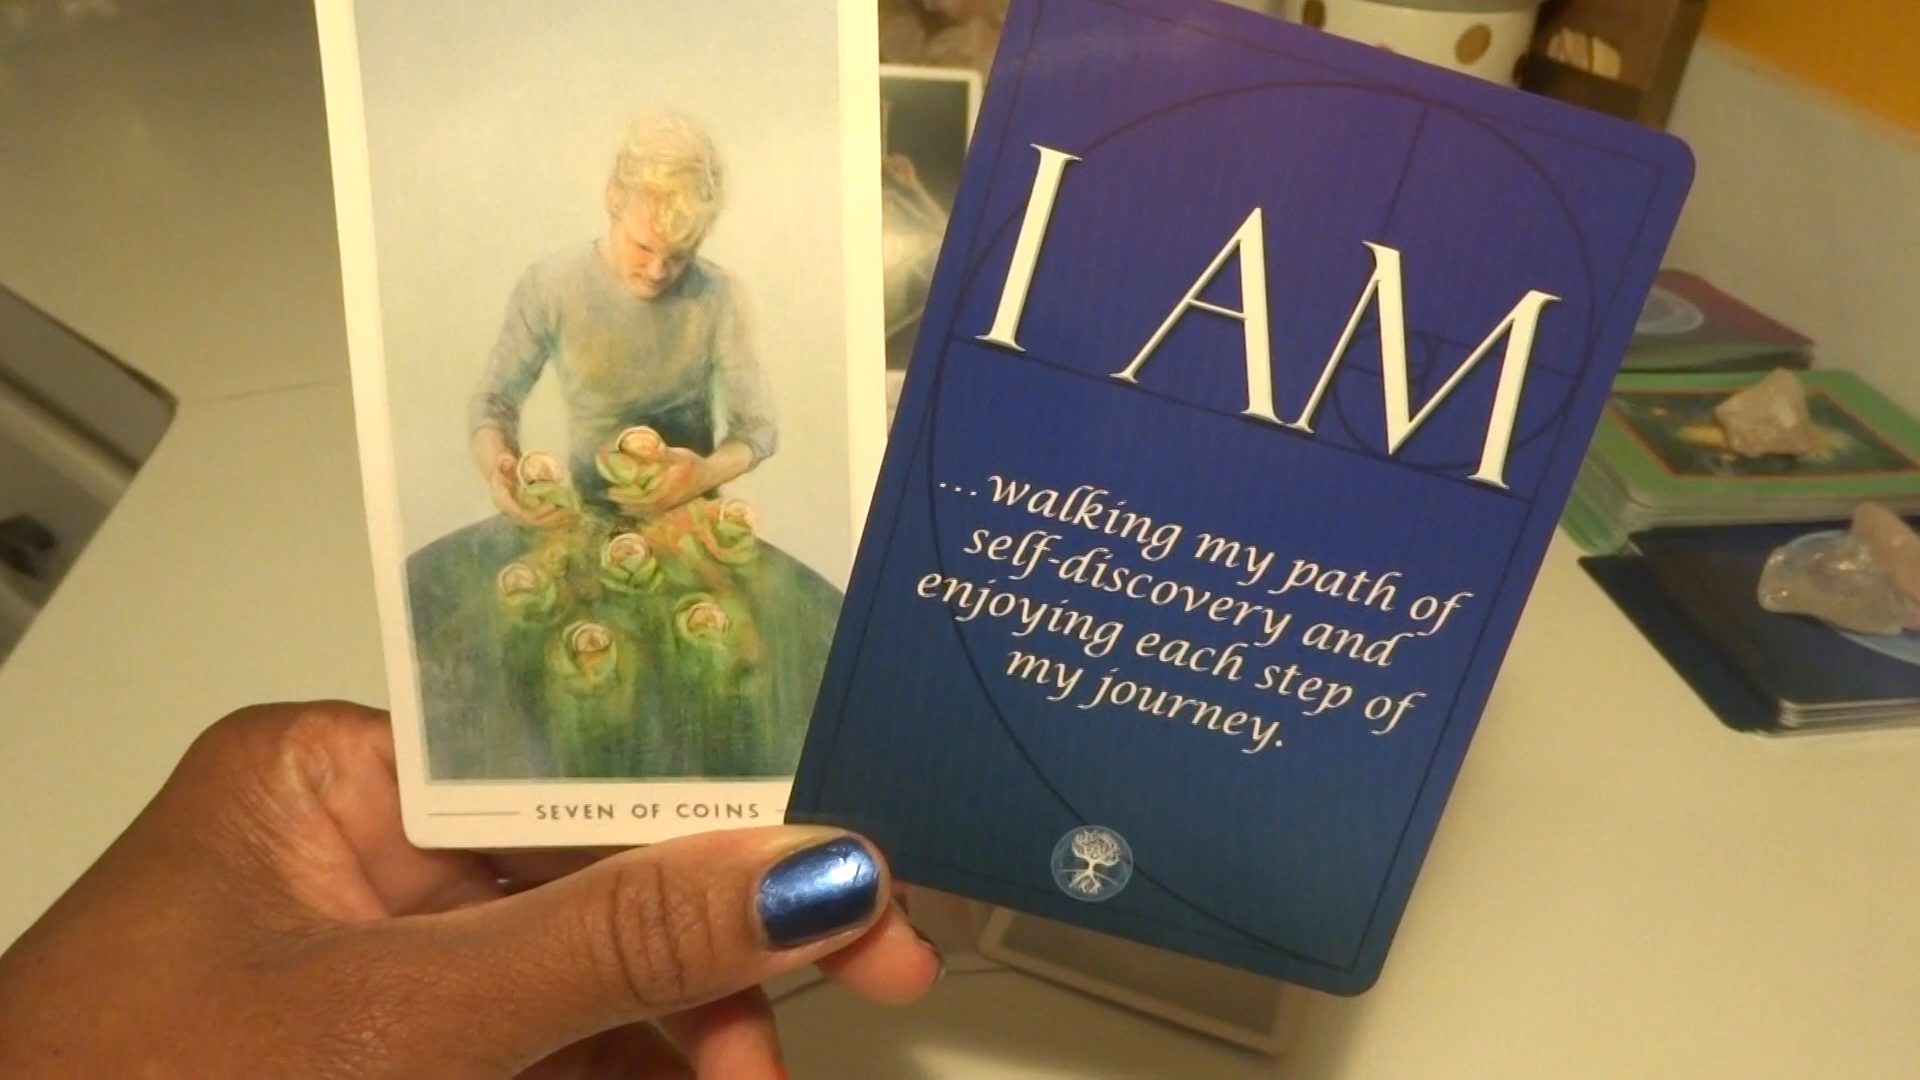 SEVEN OF COINS
I AM
...walking my path of
self-discovery and
enjoying each step of
my journey.